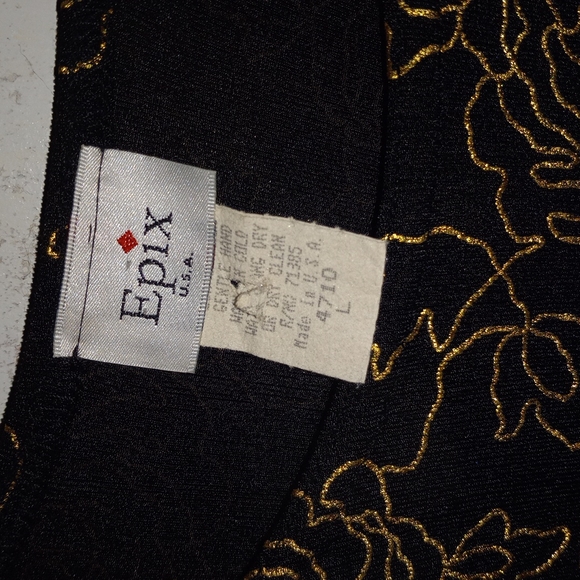 Epix
U.S.A.
GENTLE HAND
COLD
DRY
OR DRY CLEAN
R/N# 71385
Made in U.S.A.
4710
L